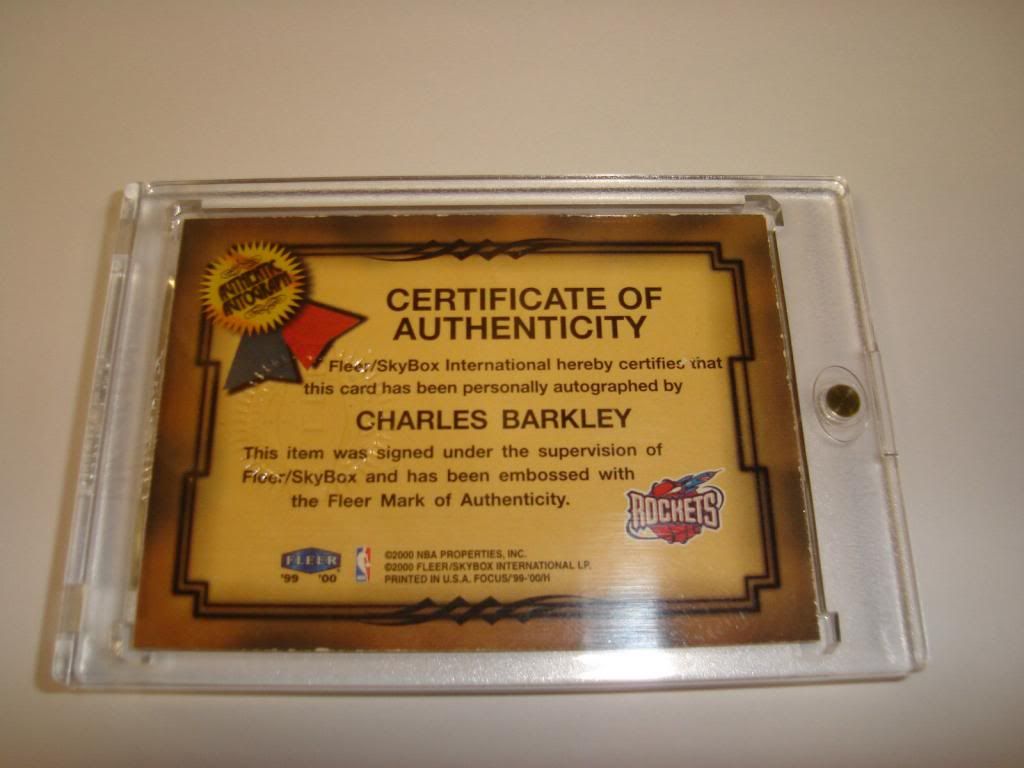 AUTHENTIC
AUTOGRAPH
CERTIFICATE OF
AUTHENTICITY
Fleer/SkyBox International hereby certifies that
this card has been personally autographed by
CHARLES BARKLEY
This item was signed under the supervision of
Fleer/SkyBox and has been embossed with
the Fleer Mark of Authenticity.
ROCKETS
FLEER
'99 '00
©2000 NBA PROPERTIES, INC.
©2000 FLEER/SKYBOX INTERNATIONAL LP.
PRINTED IN U.S.A. FOCUS/'99-'00/H